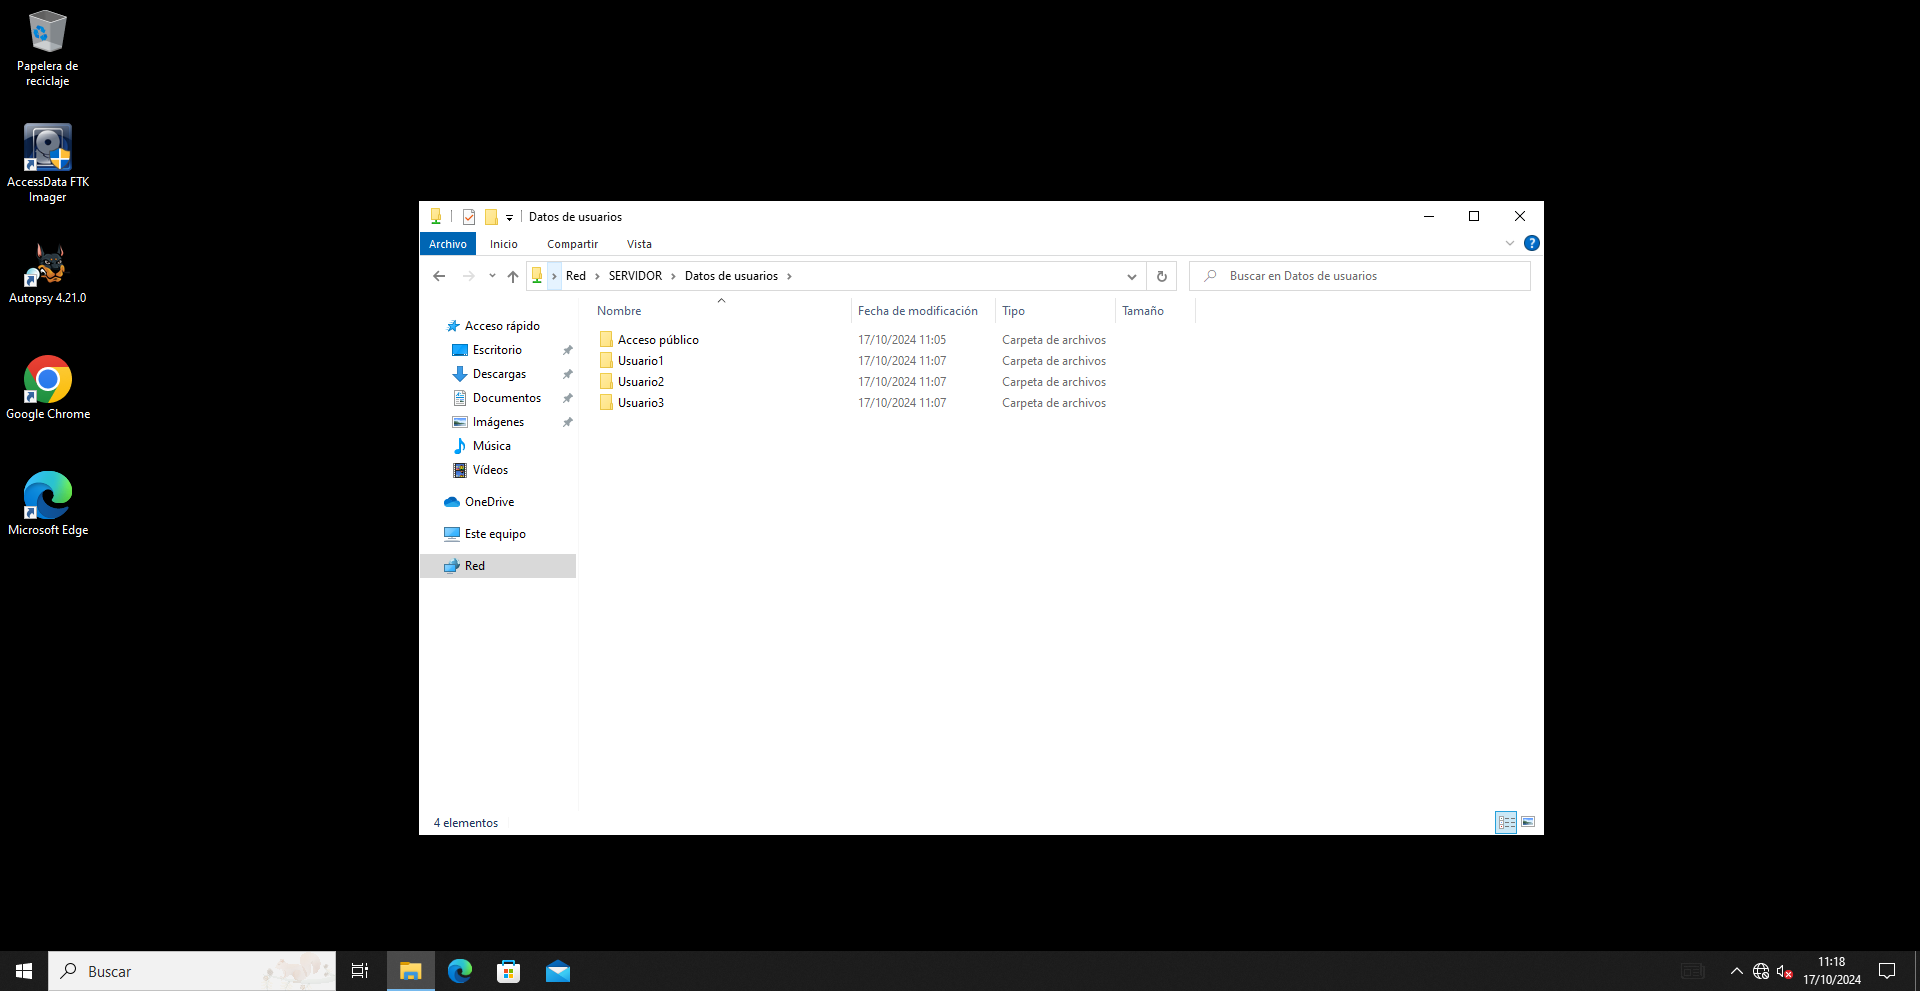 Papelera de
reciclaje
AccessData FTK
Imager
Autopsy 4.21.0
Google Chrome
Microsoft Edge
Datos de usuarios
Archivo
Inicio
Compartir
Vista
Red
SERVIDOR
Datos de usuarios
Buscar en Datos de usuarios
Nombre
Fecha de modificación
Tipo
Tamaño
Acceso rápido
Escritorio
Descargas
Documentos
Imágenes
Música
Vídeos
OneDrive
Este equipo
Red
Acceso público 17/10/2024 11:05 Carpeta de archivos
Usuario1 17/10/2024 11:07 Carpeta de archivos
Usuario2 17/10/2024 11:07 Carpeta de archivos
Usuario3 17/10/2024 11:07 Carpeta de archivos
4 elementos
Buscar
11:18
17/10/2024